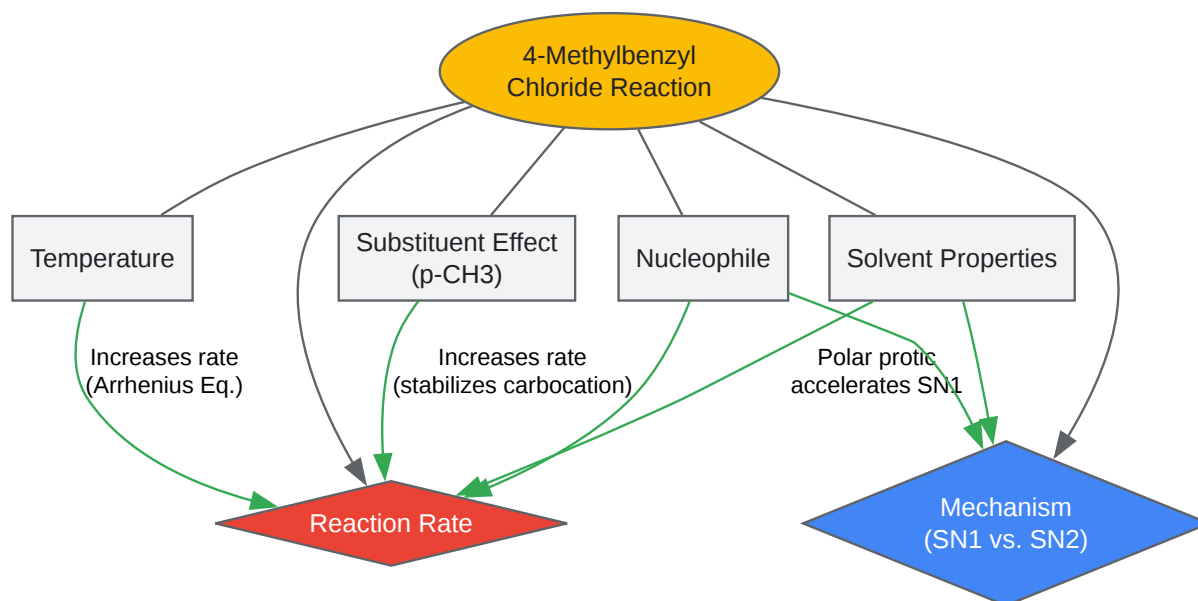 4-Methylbenzyl
Chloride Reaction
Temperature
Substituent Effect
(p-CH3)
Nucleophile
Solvent Properties
Increases rate
(Arrhenius Eq.)
Increases rate
(stabilizes carbocation)
Polar protic
accelerates SN1
Reaction Rate
Mechanism
(SN1 vs. SN2)